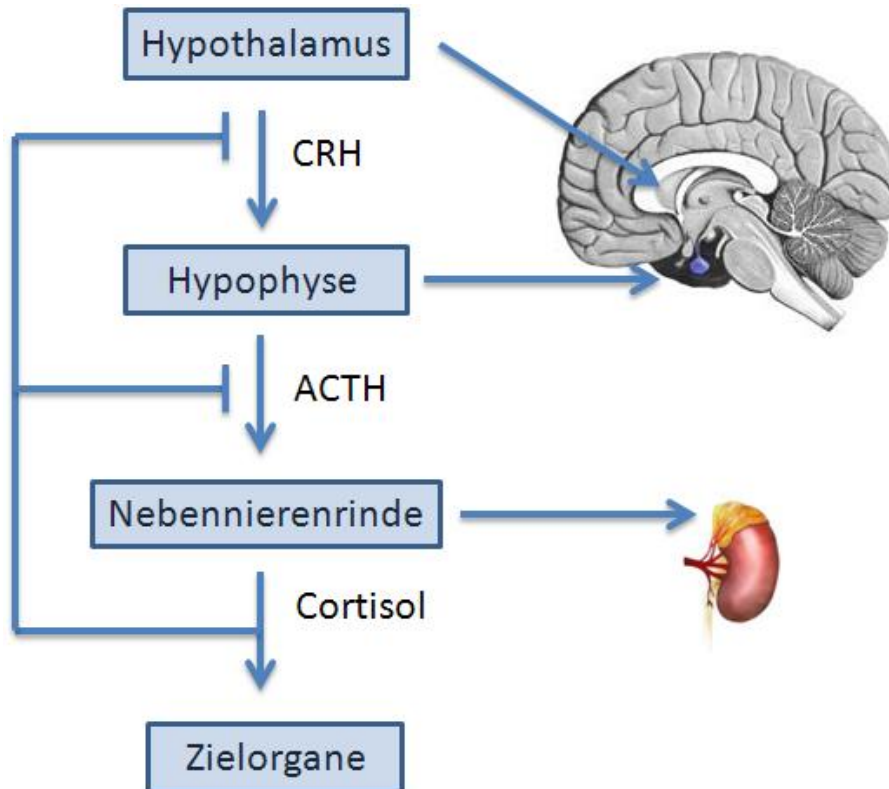 Hypothalamus
CRH
Hypophyse
ACTH
Nebennierenrinde
Cortisol
Zielorgane